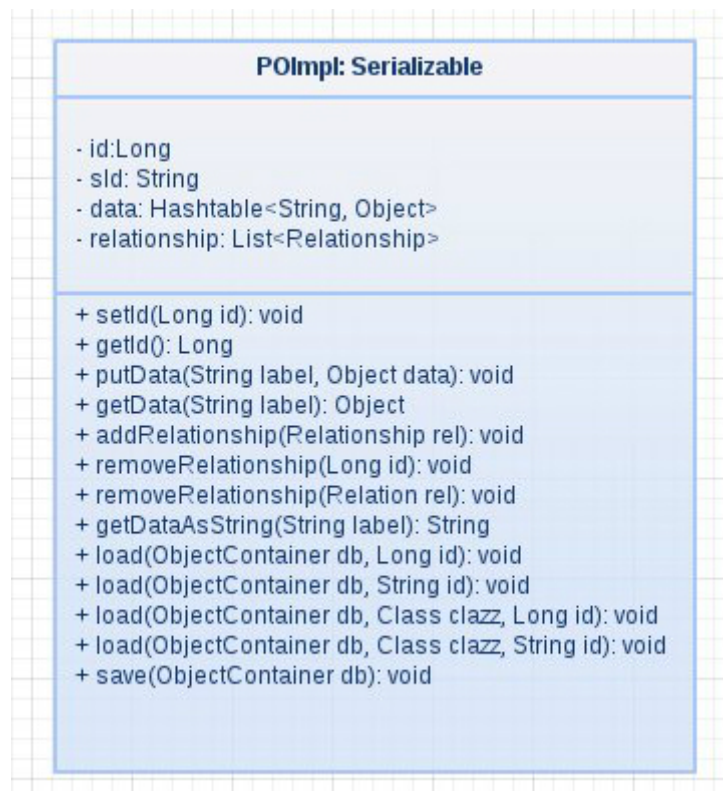 POImpl: Serializable
- id:Long
- sId: String
- data: Hashtable<String, Object>
- relationship: List<Relationship>
+ setId(Long id): void
+ getId(): Long
+ putData(String label, Object data): void
+ getData(String label): Object
+ addRelationship(Relationship rel): void
+ removeRelationship(Long id): void
+ removeRelationship(Relation rel): void
+ getDataAsString(String label): String
+ load(ObjectContainer db, Long id): void
+ load(ObjectContainer db, String id): void
+ load(ObjectContainer db, Class clazz, Long id): void
+ load(ObjectContainer db, Class clazz, String id): void
+ save(ObjectContainer db): void